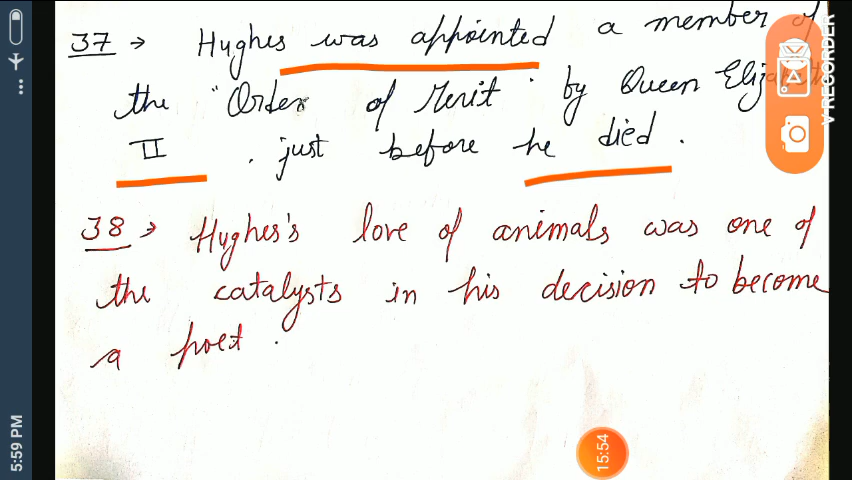 37 → Hughes was appointed a member of
the "Order of Merit" by Queen Elizabeth
II . just before he died .
38 → Hughes's love of animals was one of
the catalysts in his decision to become
a poet .
5:59 PM
15:54
V RECORDER